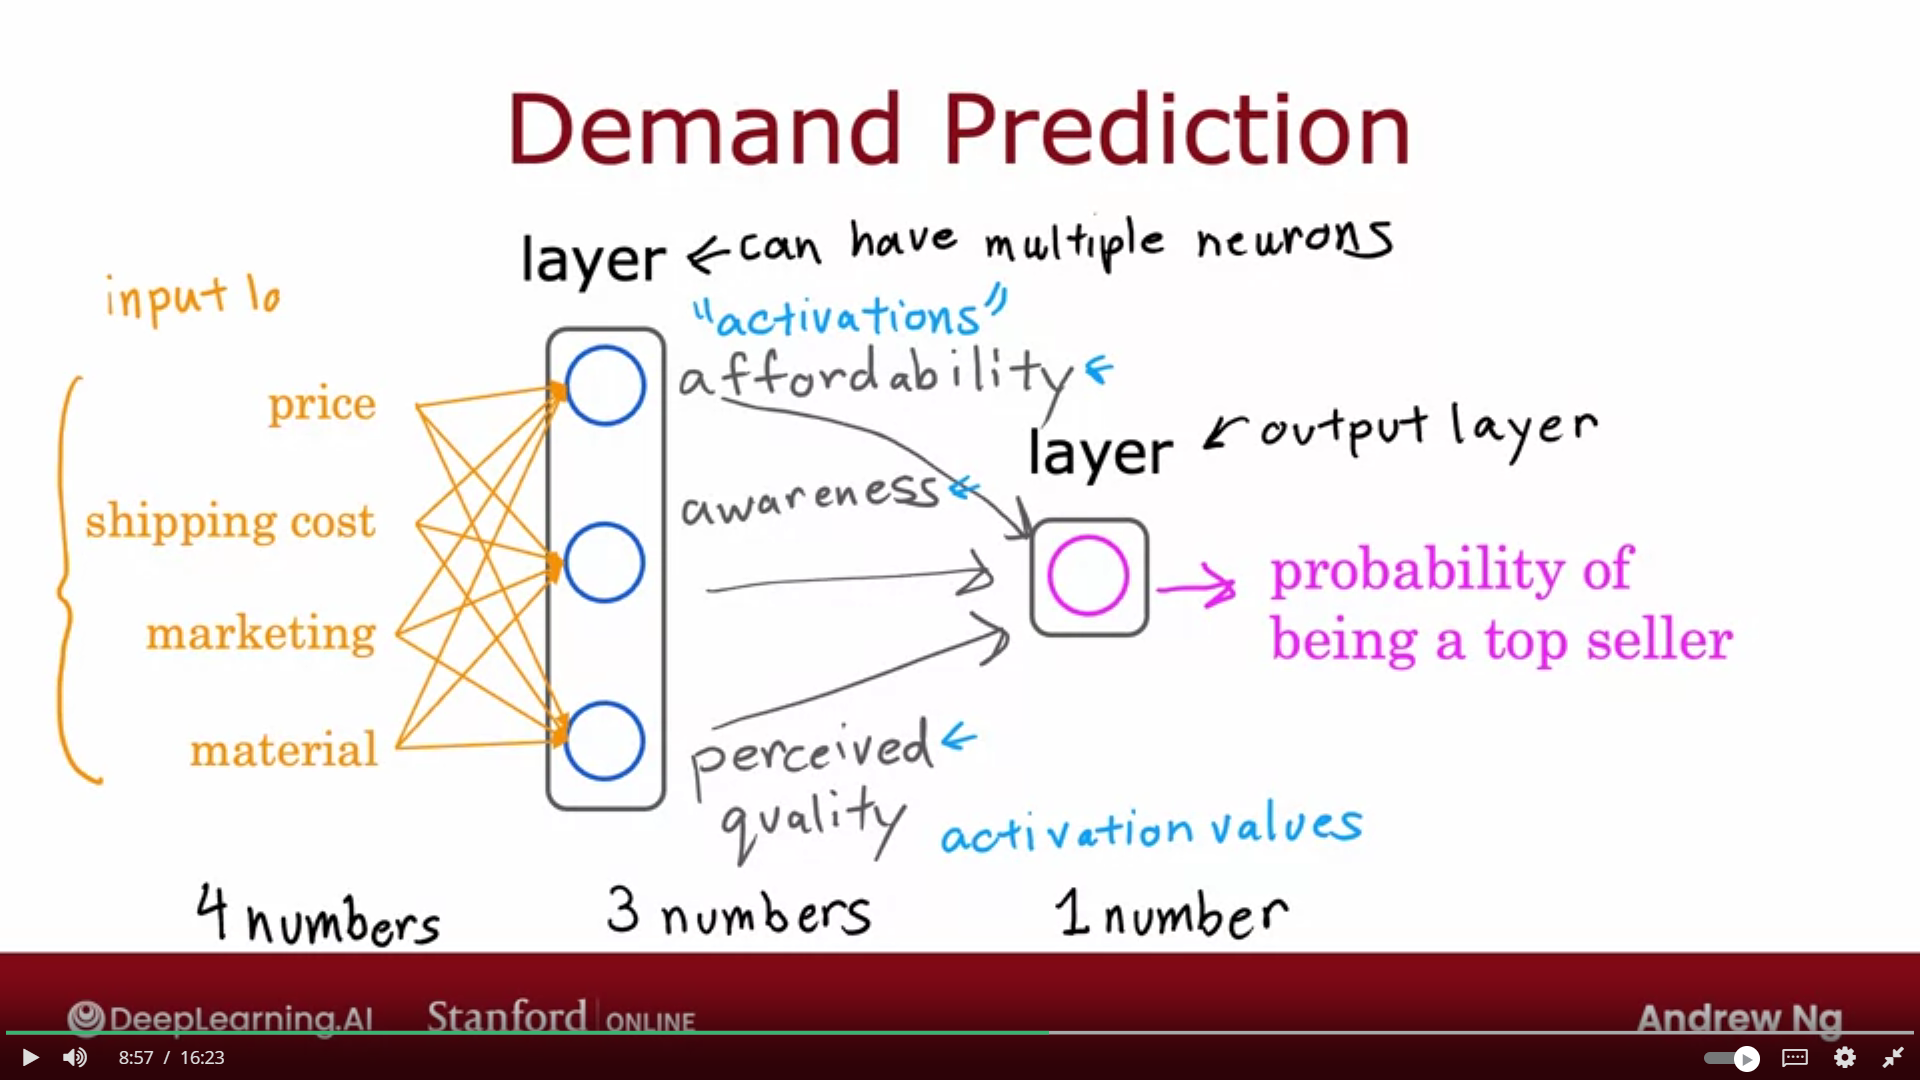 Demand Prediction
layer ← can have multiple neurons
input la
"activations"
affordability ←
price
layer ← output layer
awareness ←
shipping cost
probability of
being a top seller
marketing
material
perceived ←
quality
activation values
4 numbers
3 numbers
1 number
DeepLearning.AI
Stanford | ONLINE
Andrew Ng
8:57 / 16:23